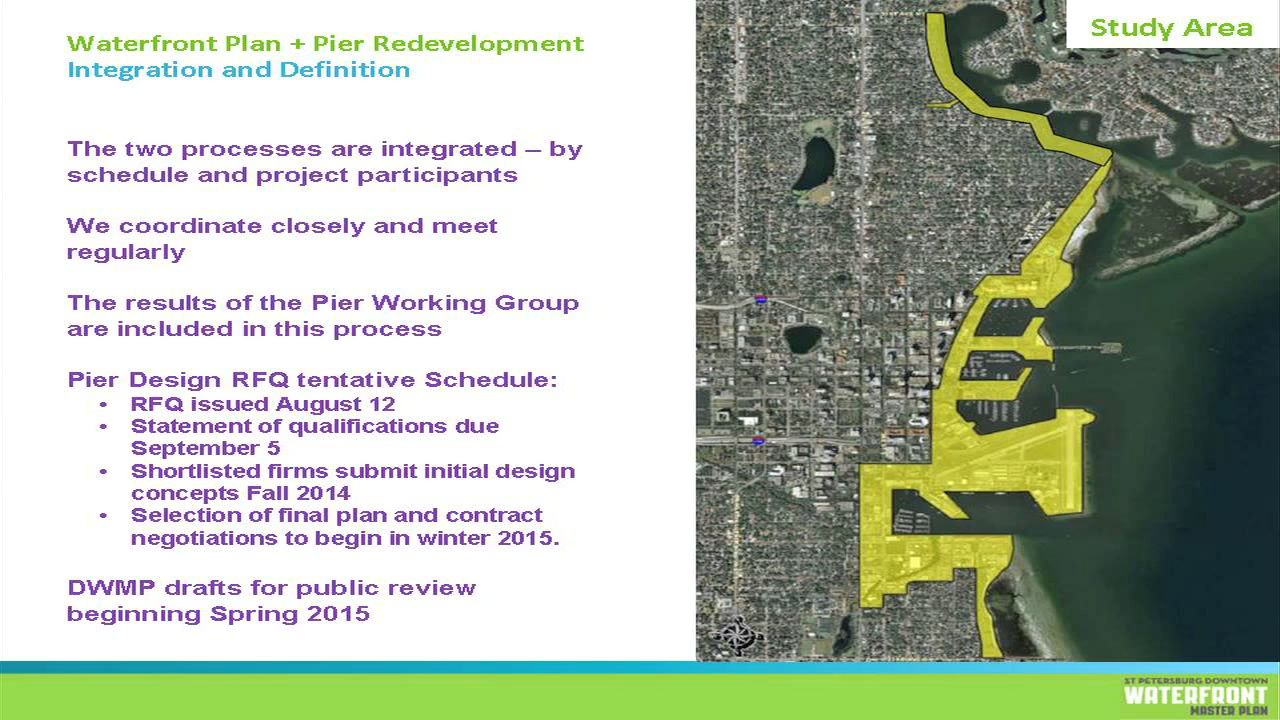 Waterfront Plan + Pier Redevelopment
Integration and Definition
Study Area
The two processes are integrated – by
schedule and project participants
We coordinate closely and meet
regularly
The results of the Pier Working Group
are included in this process
Pier Design RFQ tentative Schedule:
• RFQ issued August 12
• Statement of qualifications due
September 5
• Shortlisted firms submit initial design
concepts Fall 2014
• Selection of final plan and contract
negotiations to begin in winter 2015.
DWMP drafts for public review
beginning Spring 2015
ST PETERSBURG DOWNTOWN
WATERFRONT
MASTER PLAN